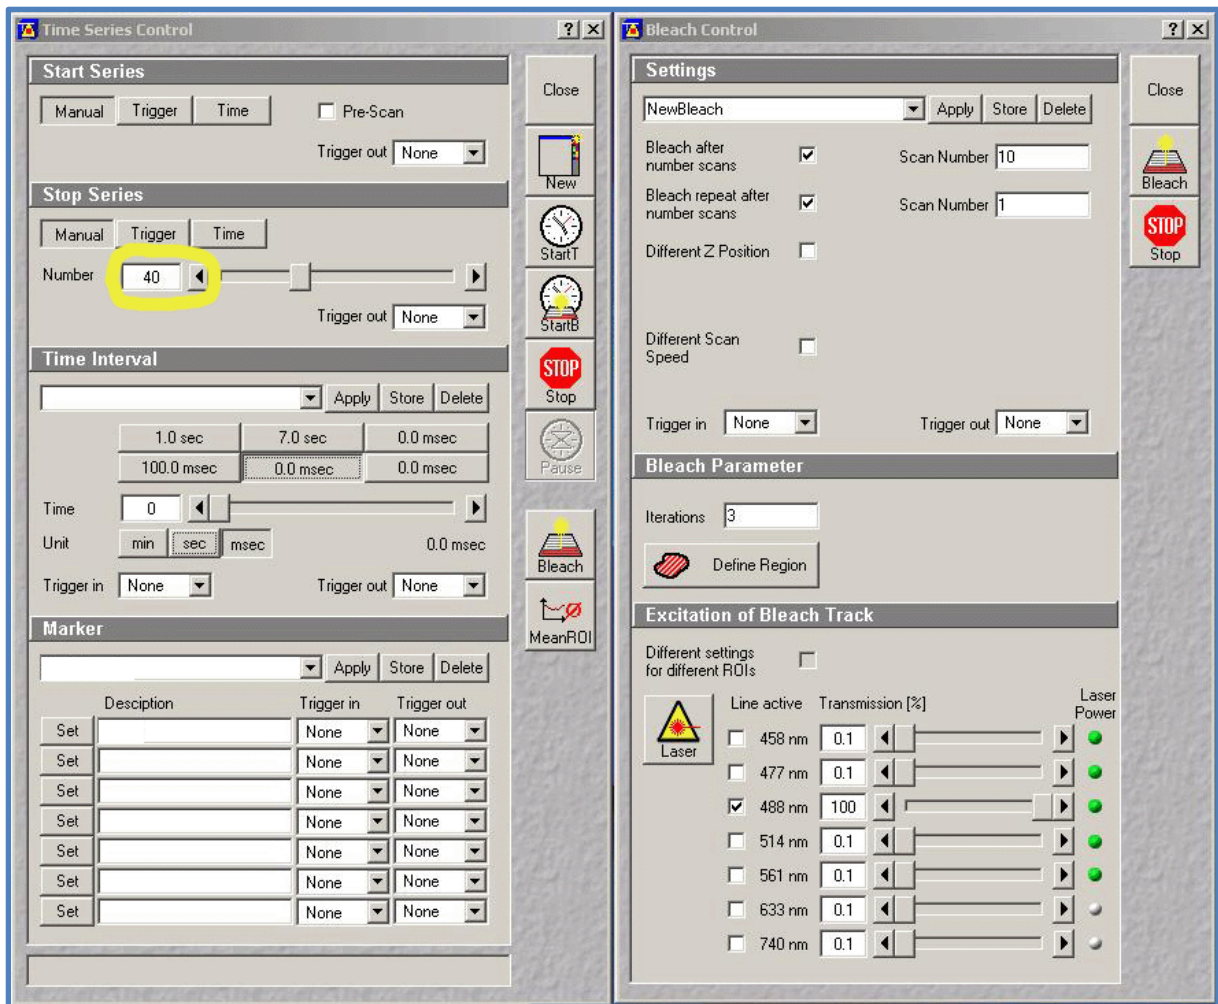 Time Series Control
Start Series
Manual Trigger Time Pre-Scan
Trigger out None
Stop Series
Manual Trigger Time
Number 40
Trigger out None
Time Interval
Apply Store Delete
1.0 sec 7.0 sec 0.0 msec
100.0 msec 0.0 msec 0.0 msec
Time 0
Unit min sec msec 0.0 msec
Trigger in None Trigger out None
Marker
Apply Store Delete
Desciption Trigger in Trigger out
Set None None
Set None None
Set None None
Set None None
Set None None
Set None None
Set None None
Close
New
StartT
StartB
STOP
Stop
Pause
Bleach
MeanROI
Bleach Control
Settings
NewBleach Apply Store Delete
Bleach after
number scans
Scan Number 10
Bleach repeat after
number scans
Scan Number 1
Different Z Position
Different Scan
Speed
Trigger in None Trigger out None
Bleach Parameter
Iterations 3
Define Region
Excitation of Bleach Track
Different settings
for different ROIs
Laser
Line active Transmission [%] Laser
Power
458 nm 0.1
477 nm 0.1
488 nm 100
514 nm 0.1
561 nm 0.1
633 nm 0.1
740 nm 0.1
Close
Bleach
STOP
Stop